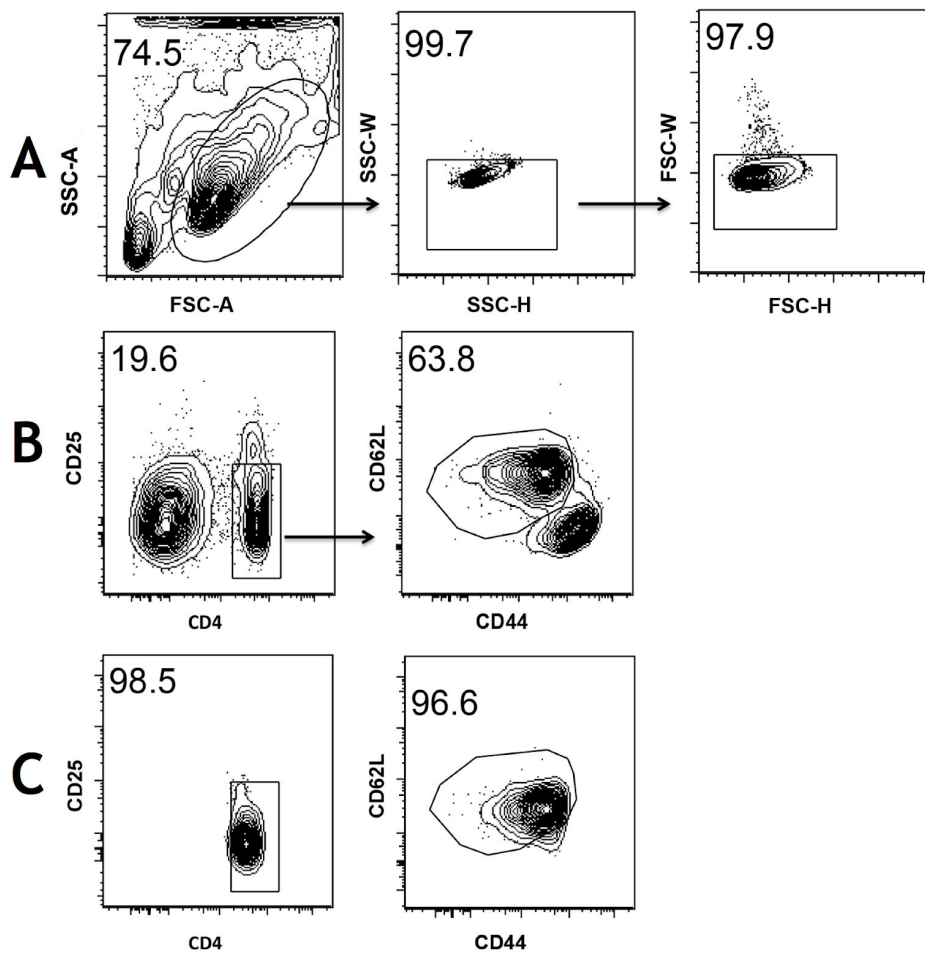 74.5
99.7
97.9
A
SSC-A
SSC-W
FSC-W
FSC-A
SSC-H
FSC-H
19.6
63.8
B
CD25
CD62L
CD4
CD44
98.5
96.6
C
CD25
CD62L
CD4
CD44